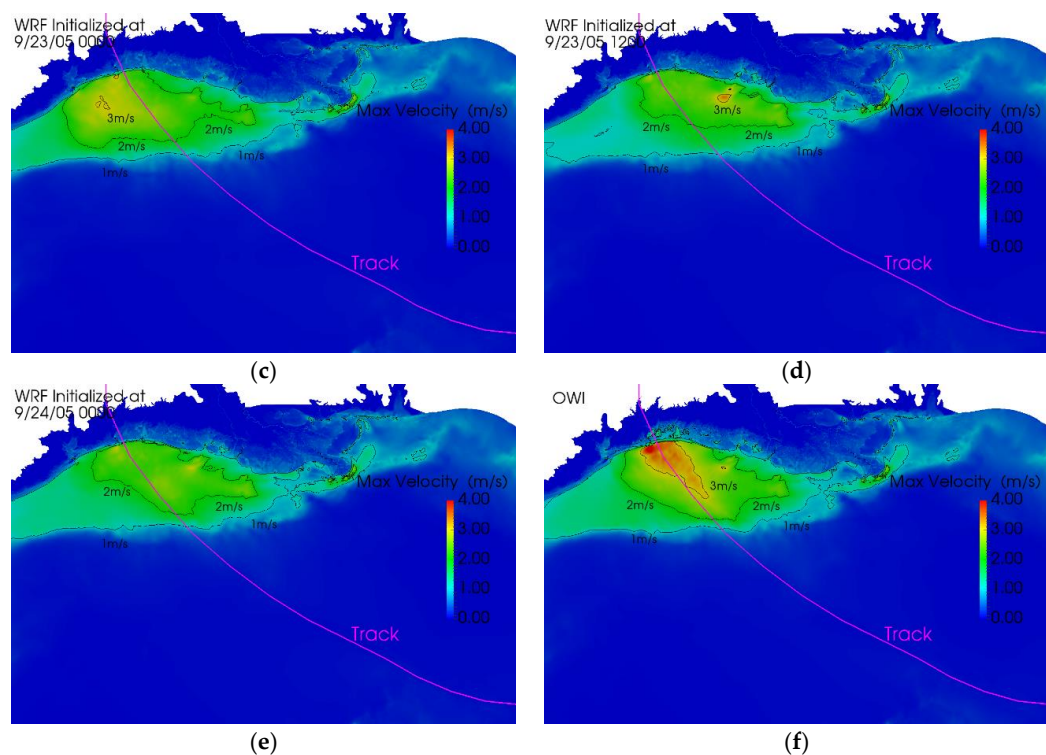 WRF Initialized at
9/23/05 0000
Max Velocity (m/s)
4.00
3.00
2.00
1.00
0.00
3m/s
2m/s
2m/s
1m/s
1m/s
Track
(c)
WRF Initialized at
9/23/05 1200
Max Velocity (m/s)
4.00
3.00
2.00
1.00
0.00
3m/s
2m/s
2m/s
1m/s
1m/s
Track
(d)
WRF Initialized at
9/24/05 0000
Max Velocity (m/s)
4.00
3.00
2.00
1.00
0.00
2m/s
2m/s
1m/s
1m/s
Track
(e)
OWI
Max Velocity (m/s)
4.00
3.00
2.00
1.00
0.00
3m/s
2m/s
2m/s
1m/s
1m/s
Track
(f)